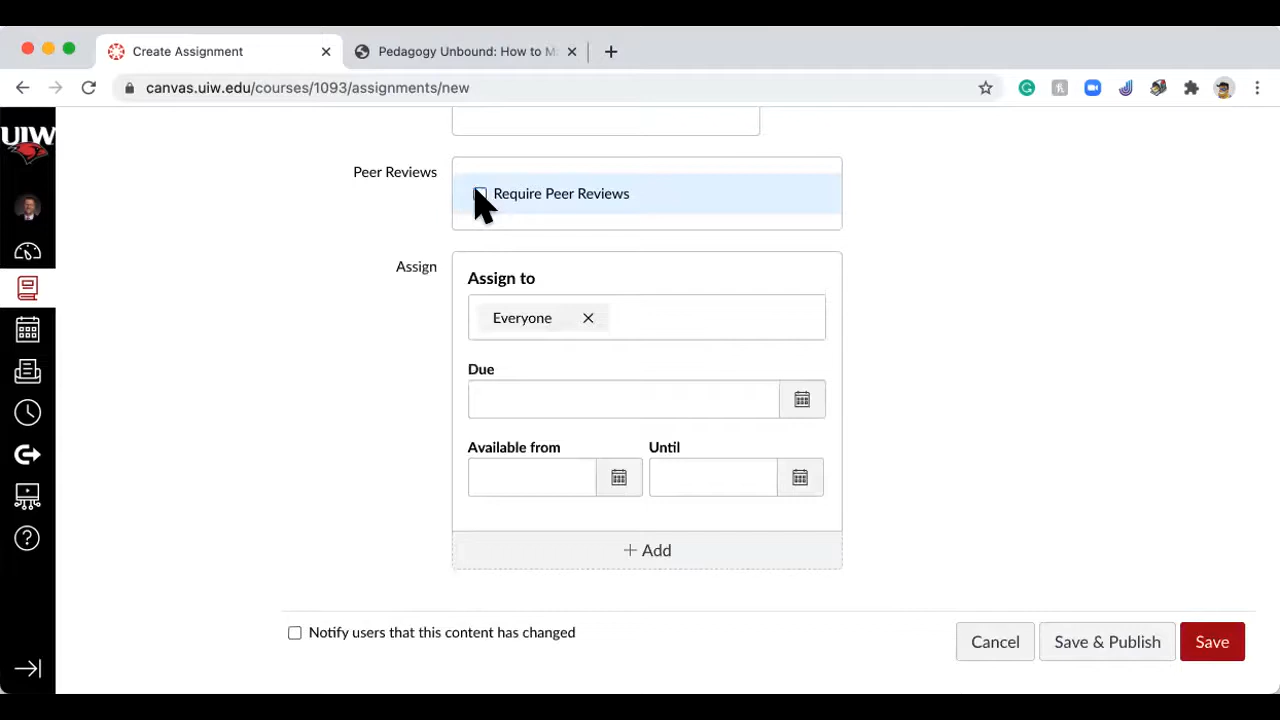 Create Assignment
Pedagogy Unbound: How to M
canvas.uiw.edu/courses/1093/assignments/new
UIW
Peer Reviews
Require Peer Reviews
Assign
Assign to
Everyone
Due
Available from
Until
+ Add
Notify users that this content has changed
Cancel
Save & Publish
Save